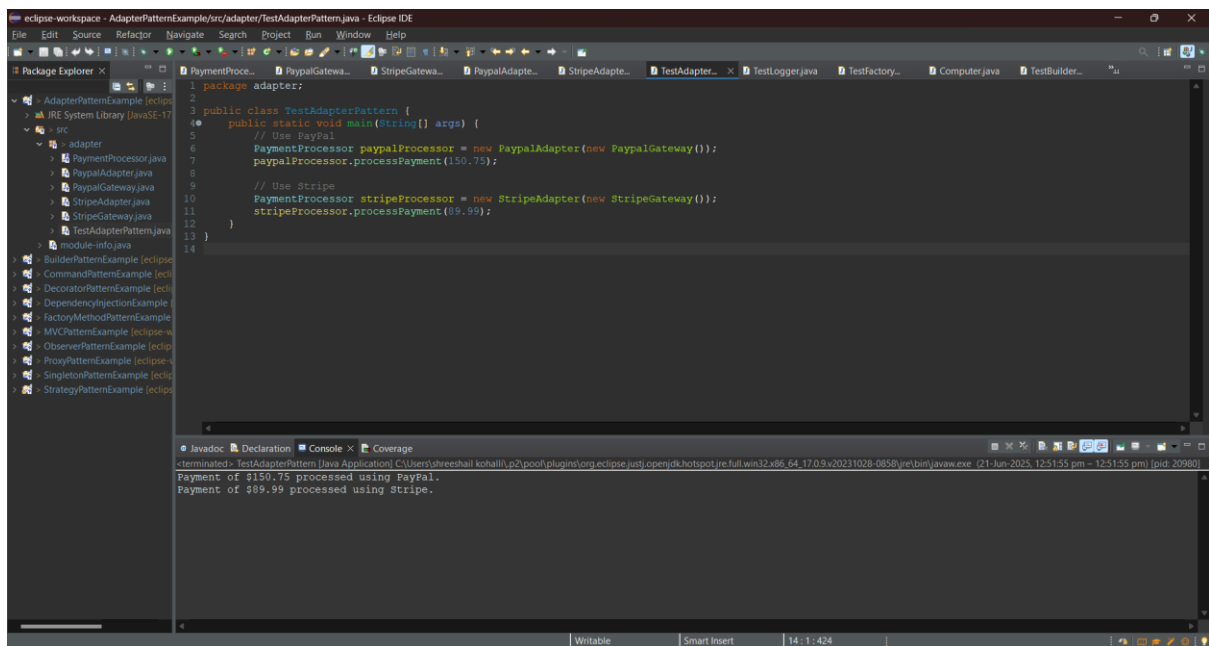 eclipse-workspace - AdapterPatternExample/src/adapter/TestAdapterPattern.java - Eclipse IDE
File Edit Source Refactor Navigate Search Project Run Window Help
Package Explorer
PaymentProce... PaypalGatewa... StripeGatewa... PaypalAdapte... StripeAdapte... TestAdapter... TestLogger.java TestFactory... Computer.java TestBuilder...
> AdapterPatternExample [eclips
JRE System Library [JavaSE-17
> src
> adapter
> PaymentProcessor.java
> PaypalAdapter.java
> PaypalGateway.java
> StripeAdapter.java
> StripeGateway.java
> TestAdapterPattern.java
> module-info.java
> BuilderPatternExample [eclipse
> CommandPatternExample [ecli
> DecoratorPatternExample [ecli
> DependencyInjectionExample [
> FactoryMethodPatternExample
> MVCPatternExample [eclipse-w
> ObserverPatternExample [eclip
> ProxyPatternExample [eclipse-w
> SingletonPatternExample [eclip
> StrategyPatternExample [eclips
1 package adapter;
2
3 public class TestAdapterPattern {
4 public static void main(String[] args) {
5 // Use PayPal
6 PaymentProcessor paypalProcessor = new PaypalAdapter(new PaypalGateway());
7 paypalProcessor.processPayment(150.75);
8
9 // Use Stripe
10 PaymentProcessor stripeProcessor = new StripeAdapter(new StripeGateway());
11 stripeProcessor.processPayment(89.99);
12 }
13 }
14
Javadoc Declaration Console Coverage
<terminated> TestAdapterPattern [Java Application] C:\Users\shreeshail kohalli\.p2\pool\plugins\org.eclipse.justj.openjdk.hotspot.jre.full.win32.x86_64_17.0.9.v20231028-0858\jre\bin\javaw.exe (21-Jun-2025, 12:51:55 pm – 12:51:55 pm) [pid: 20980]
Payment of $150.75 processed using PayPal.
Payment of $89.99 processed using Stripe.
Writable Smart Insert 14 : 1 : 424